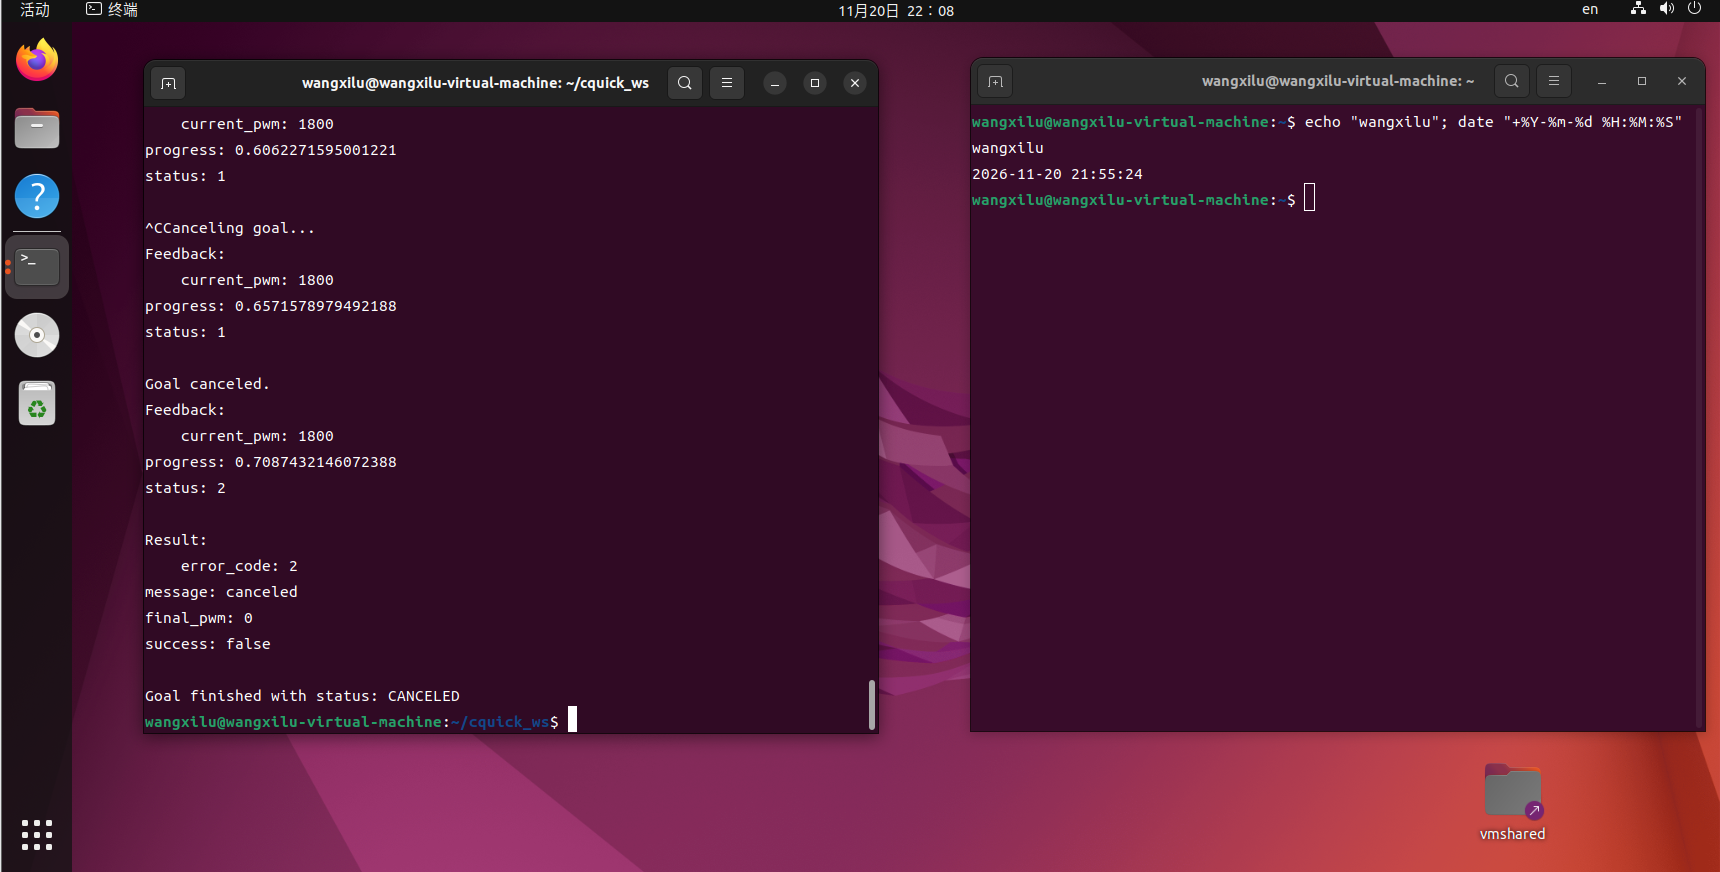 活动
终端
11月20日 22：08
en
wangxilu@wangxilu-virtual-machine: ~/cquick_ws
    current_pwm: 1800
progress: 0.6062271595001221
status: 1
^CCanceling goal...
Feedback:
    current_pwm: 1800
progress: 0.6571578979492188
status: 1
Goal canceled.
Feedback:
    current_pwm: 1800
progress: 0.7087432146072388
status: 2
Result:
    error_code: 2
message: canceled
final_pwm: 0
success: false
Goal finished with status: CANCELED
wangxilu@wangxilu-virtual-machine:~/cquick_ws$
wangxilu@wangxilu-virtual-machine: ~
wangxilu@wangxilu-virtual-machine:~$ echo "wangxilu"; date "+%Y-%m-%d %H:%M:%S"
wangxilu
2026-11-20 21:55:24
wangxilu@wangxilu-virtual-machine:~$
vmshared